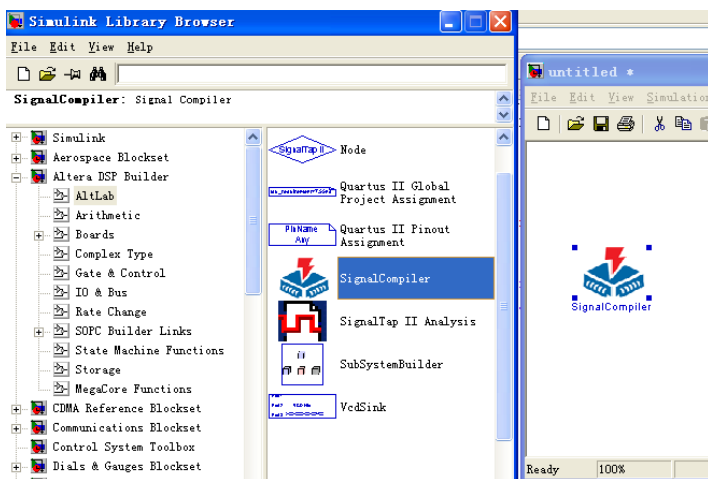 Simulink Library Browser
File Edit View Help
SignalCompiler: Signal Compiler
Simulink
Aerospace Blockset
Altera DSP Builder
AltLab
Arithmetic
Boards
Complex Type
Gate & Control
IO & Bus
Rate Change
SOPC Builder Links
State Machine Functions
Storage
MegaCore Functions
CDMA Reference Blockset
Communications Blockset
Control System Toolbox
Dials & Gauges Blockset
SignalTap II
Node
Quartus II Global
Project Assignment
Pin Name
Any
Quartus II Pinout
Assignment
SignalCompiler
SignalTap II Analysis
SubSystemBuilder
VcdSink
untitled *
File Edit View Simulation
SignalCompiler
Ready 100%